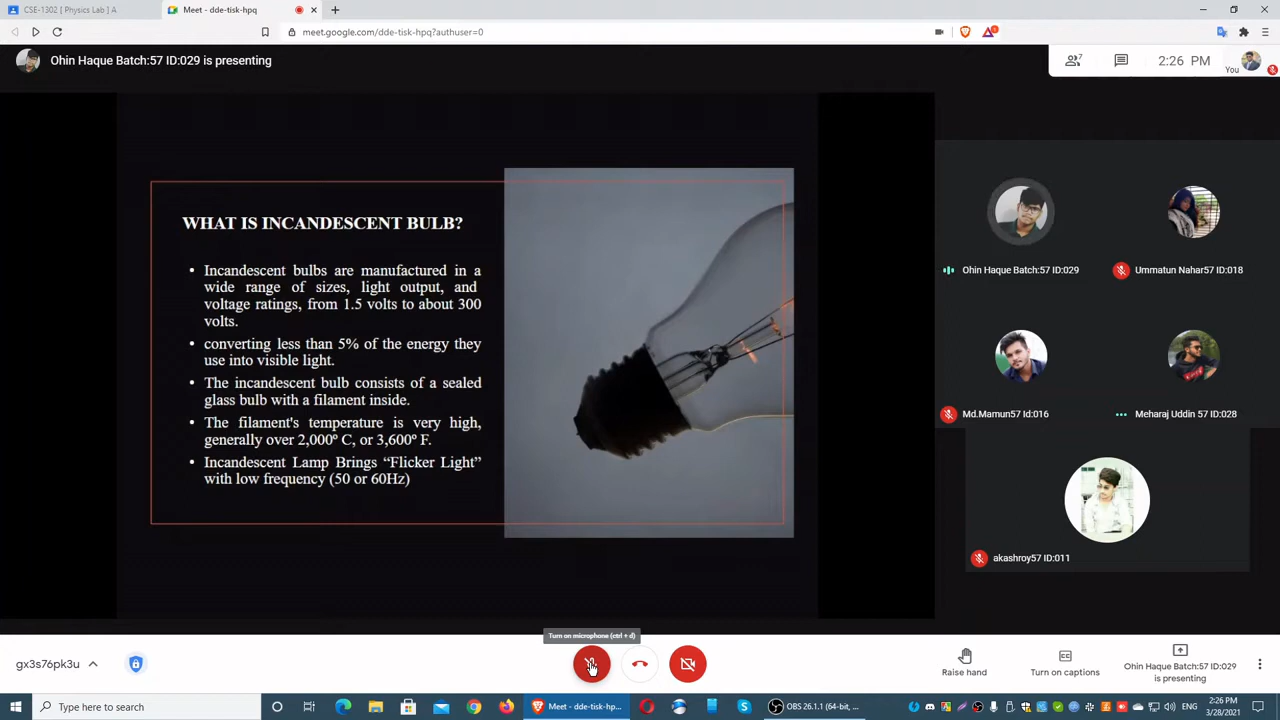 CSE-1302 [ Physics Lab ] A
Meet - dde-tisk-hpq
meet.google.com/dde-tisk-hpq?authuser=0
Ohin Haque Batch:57 ID:029 is presenting
7
2:26 PM
You
WHAT IS INCANDESCENT BULB?
• Incandescent bulbs are manufactured in a
wide range of sizes, light output, and
voltage ratings, from 1.5 volts to about 300
volts.
• converting less than 5% of the energy they
use into visible light.
• The incandescent bulb consists of a sealed
glass bulb with a filament inside.
• The filament's temperature is very high,
generally over 2,000º C, or 3,600º F.
• Incandescent Lamp Brings “Flicker Light”
with low frequency (50 or 60Hz)
Ohin Haque Batch:57 ID:029
Ummatun Nahar57 ID:018
Md.Mamun57 Id:016
Meharaj Uddin 57 ID:028
akashroy57 ID:011
Turn on microphone (ctrl + d)
gx3s76pk3u
Raise hand
CC
Turn on captions
Ohin Haque Batch:57 ID:029
is presenting
Type here to search
Meet - dde-tisk-hp...
OBS 26.1.1 (64-bit, ...
ENG
2:26 PM
3/28/2021